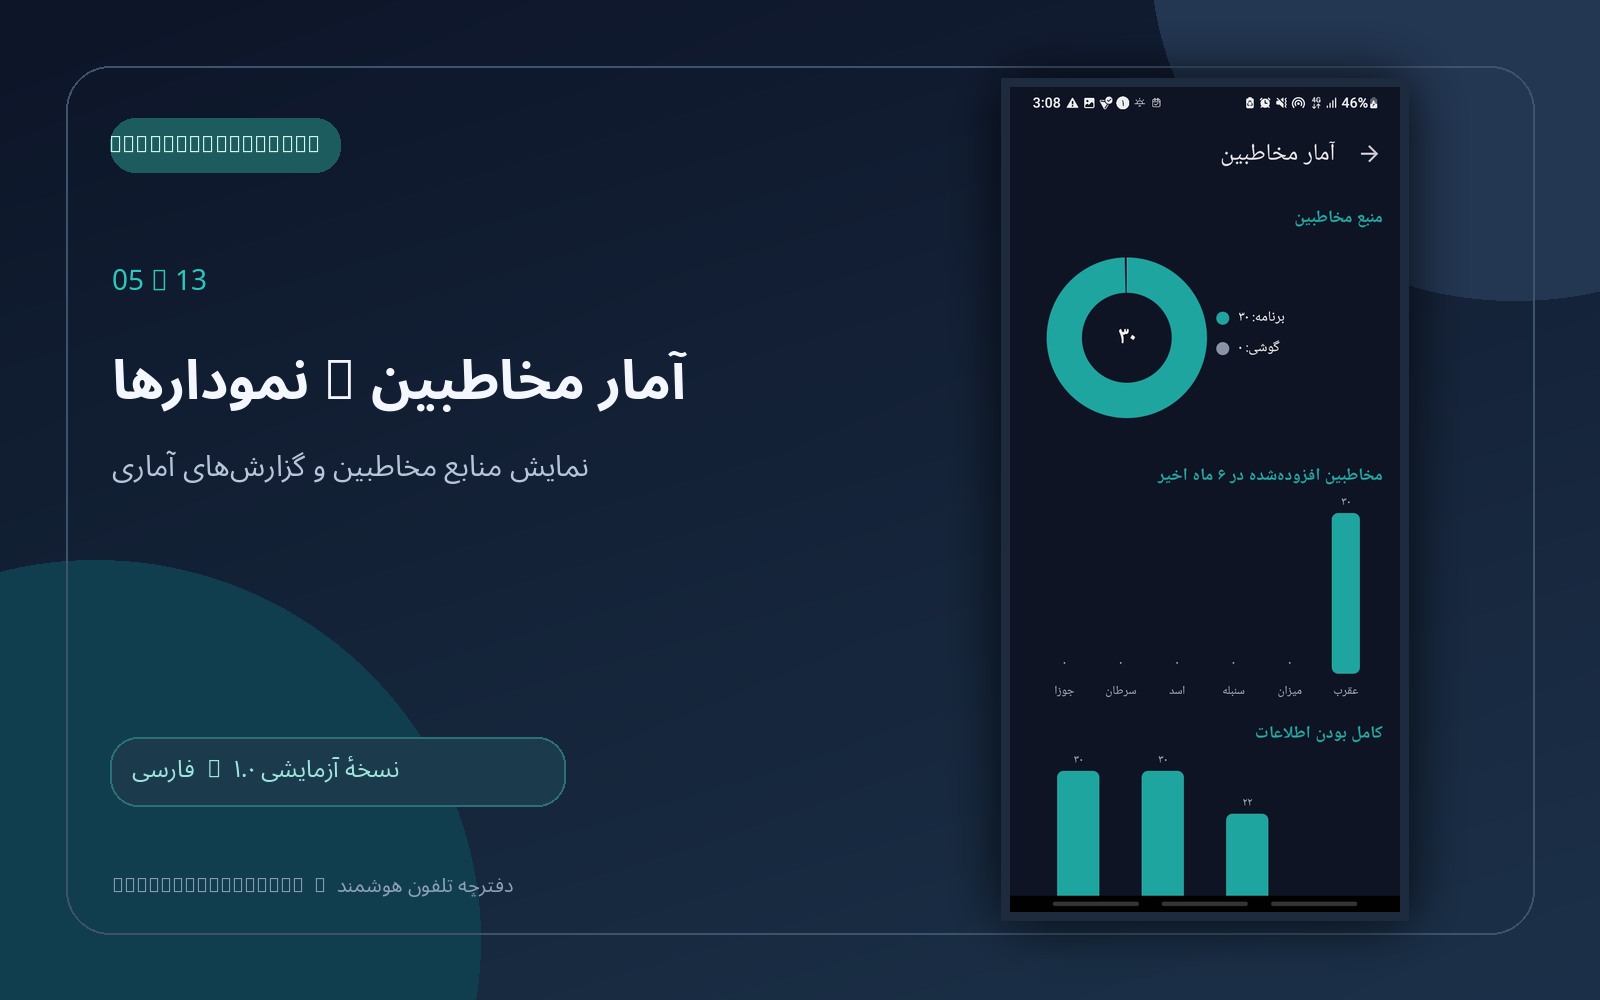 05 13
آمار مخاطبین نمودارها
نمایش منابع مخاطبین و گزارش‌های آماری
نسخهٔ آزمایشی ۱.۰ فارسی
دفترچه تلفون هوشمند
3:08 46%
آمار مخاطبین
منبع مخاطبین
۳۰
برنامه: ۳۰
گوشی: ۰
مخاطبین افزوده‌شده در ۶ ماه اخیر
۳۰
۰ ۰ ۰ ۰ ۰
عقرب میزان سنبله اسد سرطان جوزا
کامل بودن اطلاعات
۳۰ ۳۰ ۲۲